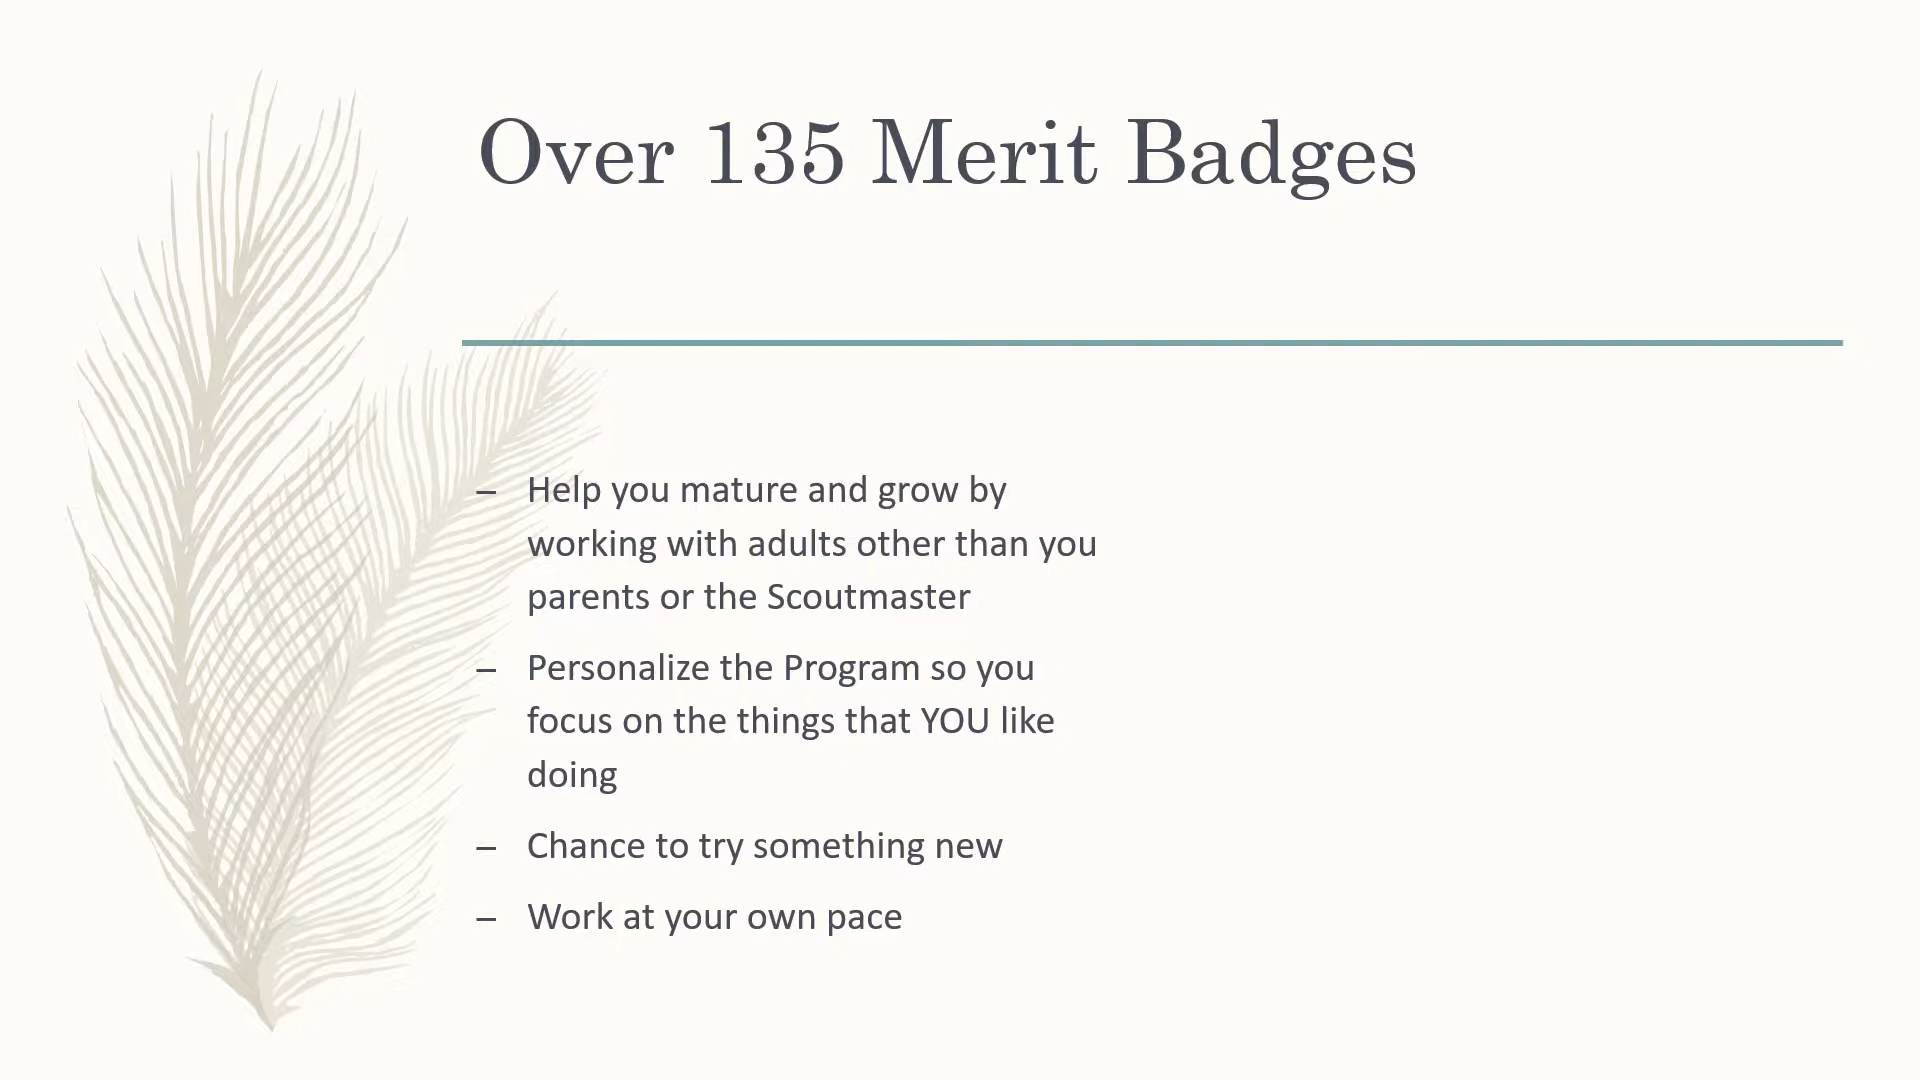 Over 135 Merit Badges
– Help you mature and grow by
working with adults other than you
parents or the Scoutmaster
– Personalize the Program so you
focus on the things that YOU like
doing
– Chance to try something new
– Work at your own pace